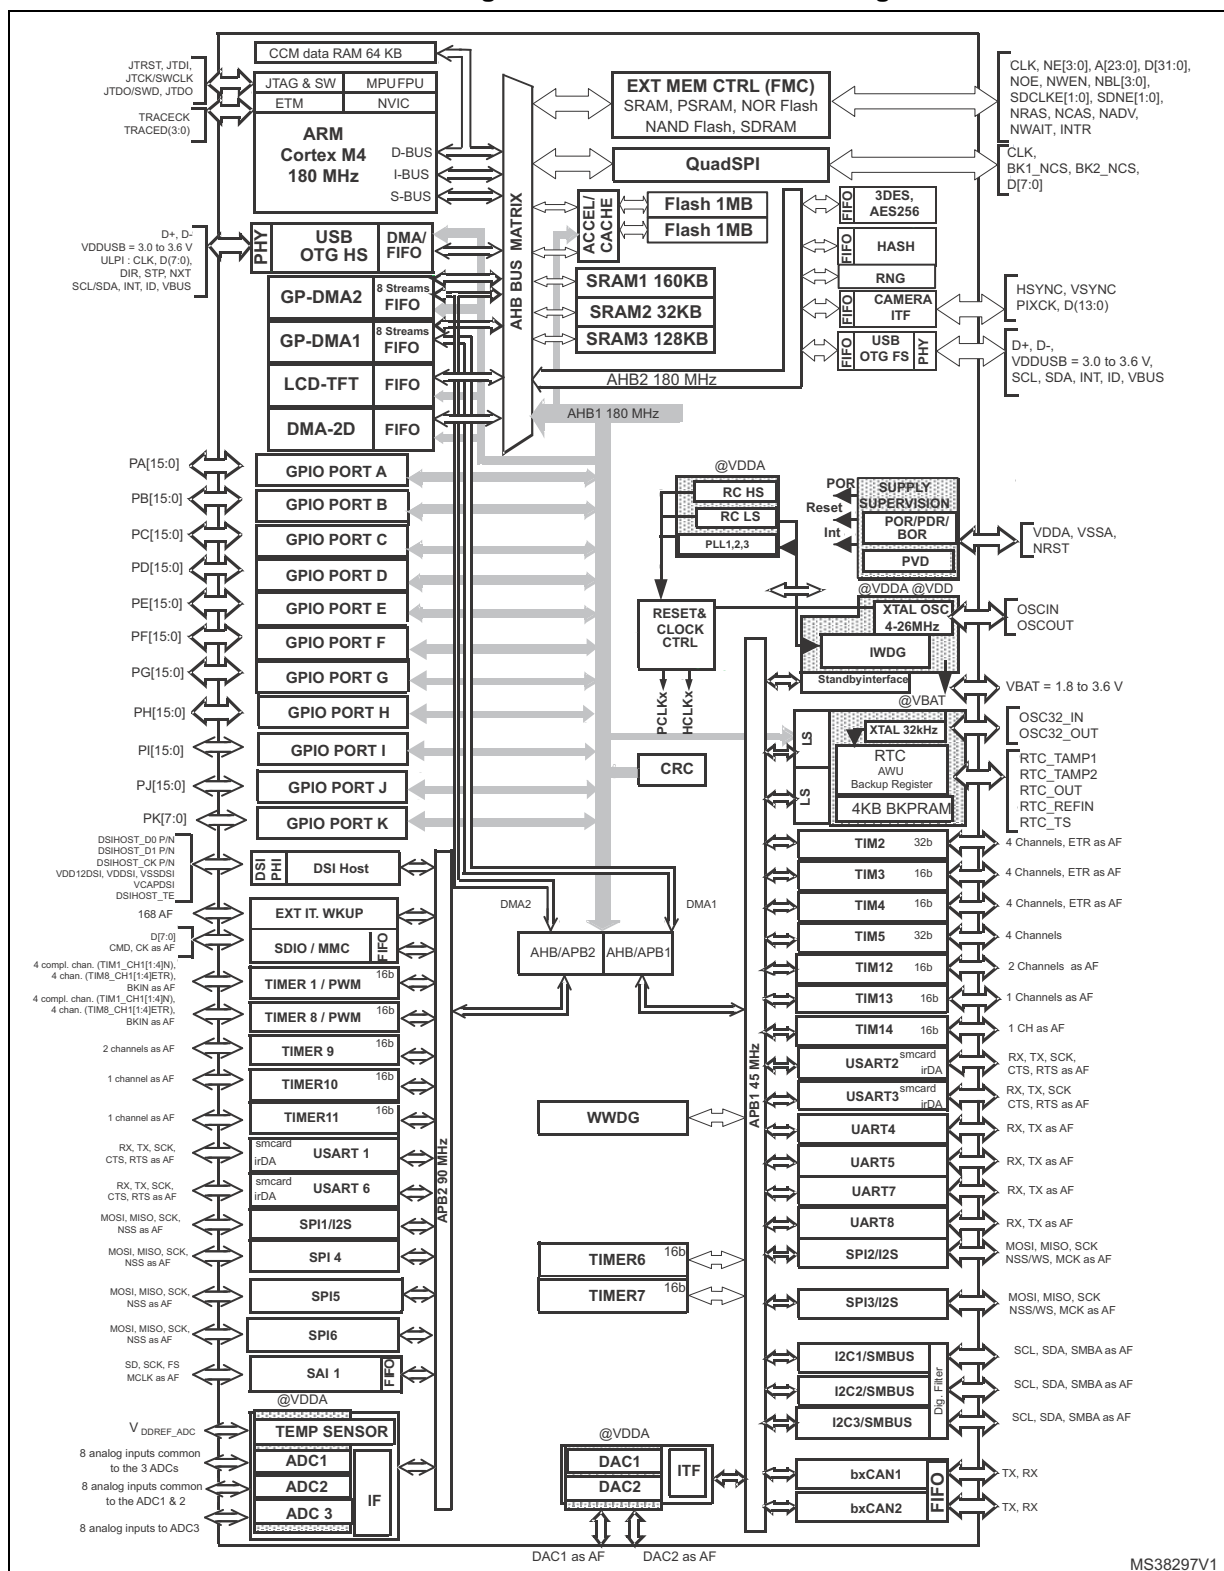 CCM data RAM 64 KB
JTRST, JTDI,
JTCK/SWCLK
JTDO/SWD, JTDO
TRACECK
TRACED(3:0)
JTAG & SW
MPU FPU
ETM
NVIC
ARM
Cortex M4
180 MHz
D-BUS
I-BUS
S-BUS
AHB BUS MATRIX
EXT MEM CTRL (FMC)
SRAM, PSRAM, NOR Flash
NAND Flash, SDRAM
CLK, NE[3:0], A[23:0], D[31:0],
NOE, NWEN, NBL[3:0],
SDCLKE[1:0], SDNE[1:0],
NRAS, NCAS, NADV,
NWAIT, INTR
QuadSPI
CLK,
BK1_NCS, BK2_NCS,
D[7:0]
ACCEL/
CACHE
Flash 1MB
Flash 1MB
SRAM1 160KB
SRAM2 32KB
SRAM3 128KB
FIFO
3DES,
AES256
FIFO
HASH
RNG
FIFO
CAMERA
ITF
HSYNC, VSYNC
PIXCK, D(13:0)
FIFO
USB
OTG FS
PHY
D+, D-,
VDDUSB = 3.0 to 3.6 V,
SCL, SDA, INT, ID, VBUS
AHB2 180 MHz
AHB1 180 MHz
D+, D-
VDDUSB = 3.0 to 3.6 V
ULPI : CLK, D(7:0),
DIR, STP, NXT
SCL/SDA, INT, ID, VBUS
PHY
USB
OTG HS
DMA/
FIFO
GP-DMA2
8 Streams
FIFO
GP-DMA1
8 Streams
FIFO
LCD-TFT
FIFO
DMA-2D
FIFO
PA[15:0]
GPIO PORT A
PB[15:0]
GPIO PORT B
PC[15:0]
GPIO PORT C
PD[15:0]
GPIO PORT D
PE[15:0]
GPIO PORT E
PF[15:0]
GPIO PORT F
PG[15:0]
GPIO PORT G
PH[15:0]
GPIO PORT H
PI[15:0]
GPIO PORT I
PJ[15:0]
GPIO PORT J
PK[7:0]
GPIO PORT K
@VDDA
RC HS
RC LS
PLL1,2,3
POR
Reset
Int
SUPPLY
SUPERVISION
POR/PDR/
BOR
PVD
VDDA, VSSA,
NRST
@VDDA @VDD
XTAL OSC
4-26MHz
IWDG
Standbyinterface
OSCIN
OSCOUT
RESET&
CLOCK
CTRL
PCLKx
HCLKx
VBAT = 1.8 to 3.6 V
@VBAT
LS
LS
XTAL 32kHz
RTC
AWU
Backup Register
4KB BKPRAM
OSC32_IN
OSC32_OUT
RTC_TAMP1
RTC_TAMP2
RTC_OUT
RTC_REFIN
RTC_TS
CRC
DSIHOST_D0 P/N
DSIHOST_D1 P/N
DSIHOST_CK P/N
VDD12DSI, VDDSI, VSSDSI
VCAPDSI
DSIHOST_TE
DSI
PHI
DSI Host
168 AF
EXT IT. WKUP
D[7:0]
CMD, CK as AF
SDIO / MMC
FIFO
4 compl. chan. (TIM1_CH1[1:4]N),
4 chan. (TIM8_CH1[1:4]ETR),
BKIN as AF
TIMER 1 / PWM
16b
4 compl. chan. (TIM1_CH1[1:4]N),
4 chan. (TIM8_CH1[1:4]ETR),
BKIN as AF
TIMER 8 / PWM
16b
2 channels as AF
TIMER 9
16b
1 channel as AF
TIMER10
16b
1 channel as AF
TIMER11
16b
RX, TX, SCK,
CTS, RTS as AF
smcard
irDA
USART 1
RX, TX, SCK,
CTS, RTS as AF
smcard
irDA
USART 6
MOSI, MISO, SCK,
NSS as AF
SPI1/I2S
MOSI, MISO, SCK,
NSS as AF
SPI 4
MOSI, MISO, SCK,
NSS as AF
SPI5
MOSI, MISO, SCK,
NSS as AF
SPI6
SD, SCK, FS
MCLK as AF
SAI 1
FIFO
@VDDA
V DDREF_ADC
TEMP SENSOR
8 analog inputs common
to the 3 ADCs
ADC1
8 analog inputs common
to the ADC1 & 2
ADC2
8 analog inputs to ADC3
ADC 3
IF
APB2 90 MHz
DMA2
DMA1
AHB/APB2
AHB/APB1
WWDG
TIMER6
16b
TIMER7
16b
@VDDA
DAC1
DAC2
ITF
DAC1 as AF
DAC2 as AF
APB1 45 MHz
TIM2
32b
4 Channels, ETR as AF
TIM3
16b
4 Channels, ETR as AF
TIM4
16b
4 Channels, ETR as AF
TIM5
32b
4 Channels
TIM12
16b
2 Channels as AF
TIM13
16b
1 Channels as AF
TIM14
16b
1 CH as AF
USART2
smcard
irDA
RX, TX, SCK,
CTS, RTS as AF
USART3
smcard
irDA
RX, TX, SCK
CTS, RTS as AF
UART4
RX, TX as AF
UART5
RX, TX as AF
UART7
RX, TX as AF
UART8
RX, TX as AF
SPI2/I2S
MOSI, MISO, SCK
NSS/WS, MCK as AF
SPI3/I2S
MOSI, MISO, SCK
NSS/WS, MCK as AF
I2C1/SMBUS
SCL, SDA, SMBA as AF
I2C2/SMBUS
SCL, SDA, SMBA as AF
I2C3/SMBUS
SCL, SDA, SMBA as AF
Dig. Filter
bxCAN1
TX, RX
bxCAN2
TX, RX
FIFO
MS38297V1